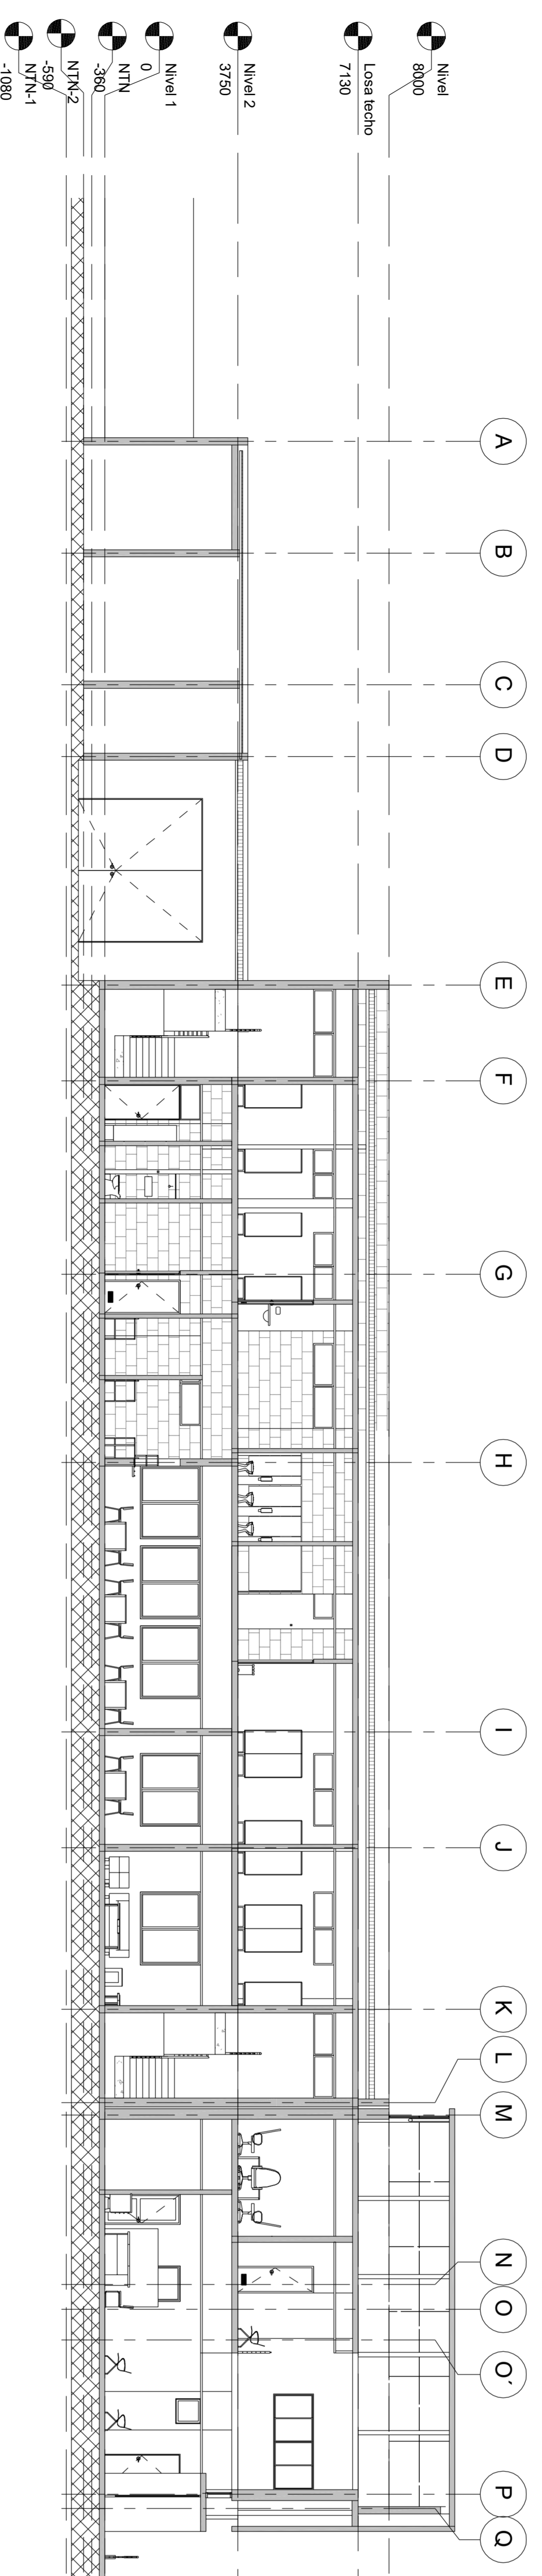 Nivel
8000
Losa techo
7130
Nivel 2
3750
Nivel 1
0
NTN
-360
NTN-2
-590
NTN-1
-1080
A
B
C
D
E
F
G
H
I
J
K
L
M
N
O
O'
P
Q